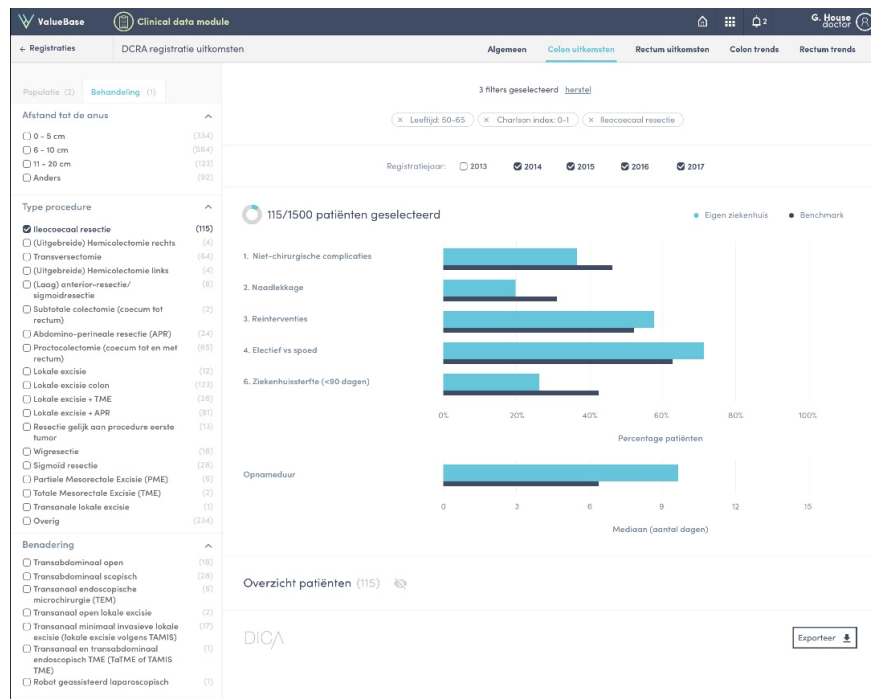 ValueBase
Clinical data module
2
G. House
doctor
← Registraties
DCRA registratie uitkomsten
Algemeen
Colon uitkomsten
Rectum uitkomsten
Colon trends
Rectum trends
Populatie (2)
Behandeling (1)
Afstand tot de anus
0 - 5 cm (334)
6 - 10 cm (564)
11 - 20 cm (123)
Anders (92)
Type procedure
Ileocoecaal resectie (115)
(Uitgebreide) Hemicolectomie rechts (4)
Transversectomie (64)
(Uitgebreide) Hemicolectomie links (4)
(Laag) anterior-resectie/
sigmoidresectie (8)
Subtotale colectomie (coecum tot
rectum) (2)
Abdomino-perineale resectie (APR) (24)
Proctocolectomie (coecum tot en met
rectum) (65)
Lokale excisie (12)
Lokale excisie colon (123)
Lokale excisie + TME (28)
Lokale excisie + APR (81)
Resectie gelijk aan procedure eerste
tumor (13)
Wigresectie (18)
Sigmoïd resectie (28)
Partiele Mesorectale Excisie (PME) (6)
Totale Mesorectale Excisie (TME) (2)
Transanale lokale excisie (1)
Overig (234)
Benadering
Transabdominaal open (18)
Transabdominaal scopisch (28)
Transanaal endoscopische
microchirurgie (TEM) (6)
Transanaal open lokale excisie (2)
Transanaal minimaal invasieve lokale
excisie (lokale excisie volgens TAMIS) (17)
Transanaal en transabdominaal
endoscopisch TME (TaTME of TAMIS
TME) (1)
Robot geassisteerd laparoscopisch (1)
3 filters geselecteerd herstel
× Leeftijd: 50-65
× Charlson index: 0-1
× Ileocoecaal resectie
Registratiejaar: 2013 2014 2015 2016 2017
115/1500 patiënten geselecteerd
Eigen ziekenhuis
Benchmark
1. Niet-chirurgische complicaties
2. Naadlekkage
3. Reinterventies
4. Electief vs spoed
6. Ziekenhuissterfte (<90 dagen)
0% 20% 40% 60% 80% 100%
Percentage patiënten
Opnameduur
0 3 6 9 12 15
Mediaan (aantal dagen)
Overzicht patiënten (115)
DICA
Exporteer